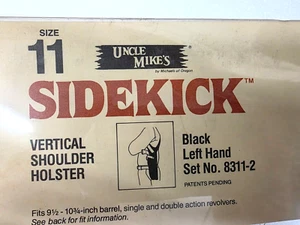 SIZE
11
UNCLE
MIKE'S ®
by Michaels of Oregon
SIDEKICK™
VERTICAL
SHOULDER
HOLSTER
Black
Left Hand
Set No. 8311-2
PATENTS PENDING
Fits 9½ - 10¾-inch barrel, single and double action revolvers.
See back for fit information.